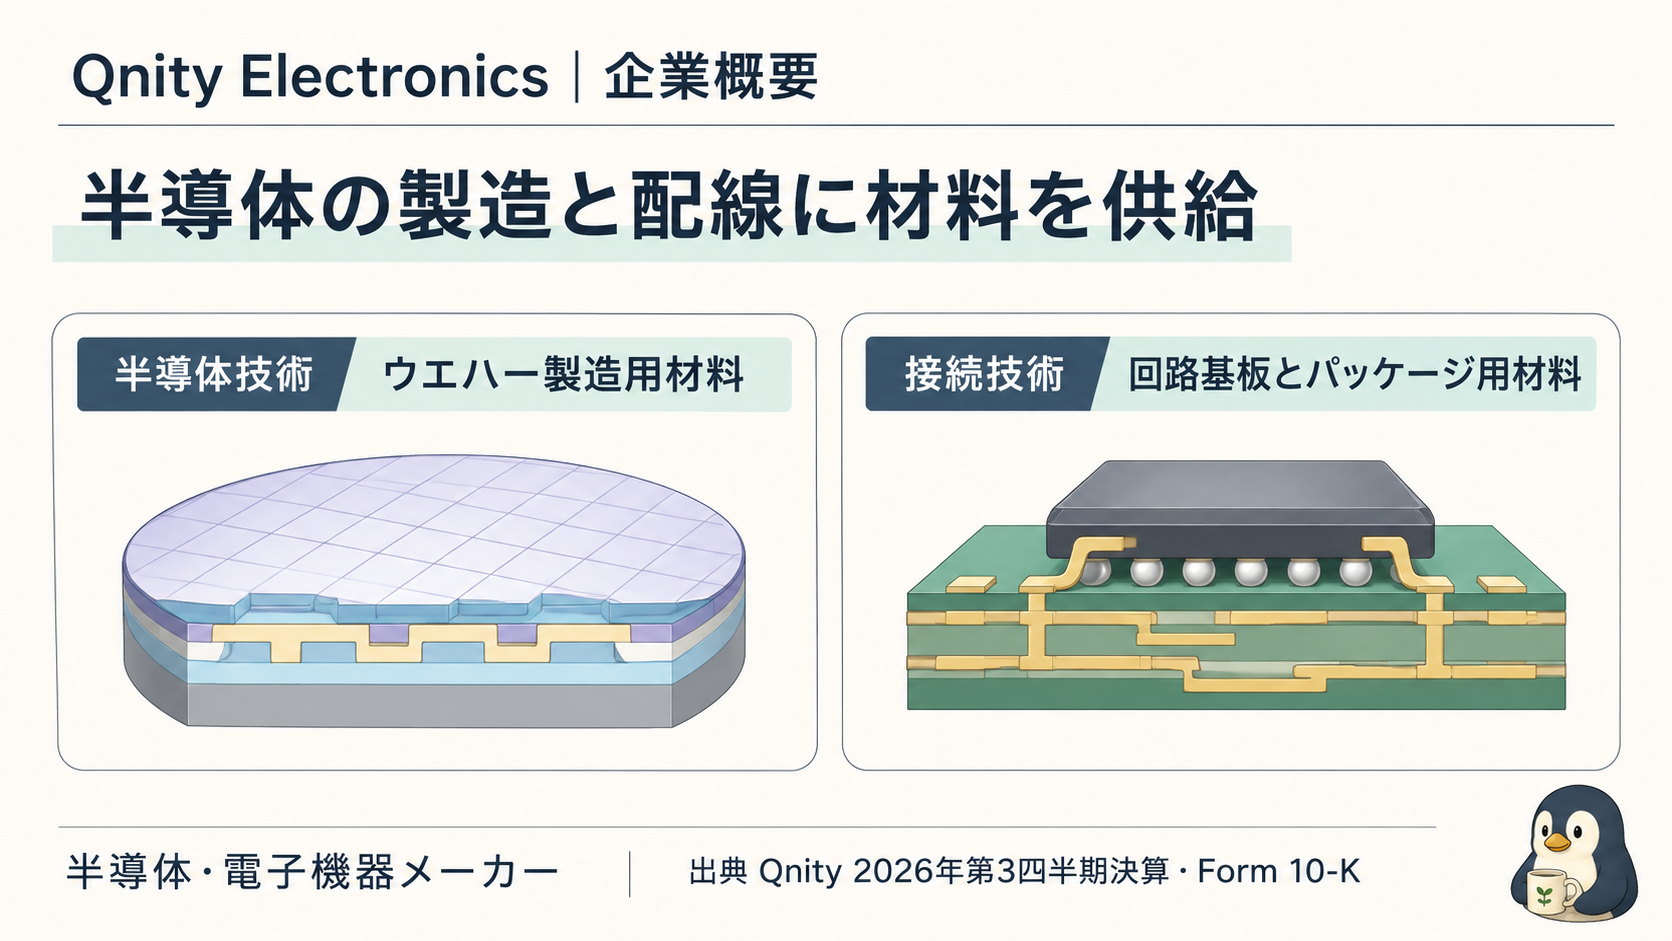 Qnity Electronics｜企業概要
半導体の製造と配線に材料を供給
半導体技術 ウエハー製造用材料
接続技術 回路基板とパッケージ用材料
半導体・電子機器メーカー
出典 Qnity 2026年第3四半期決算・Form 10-K